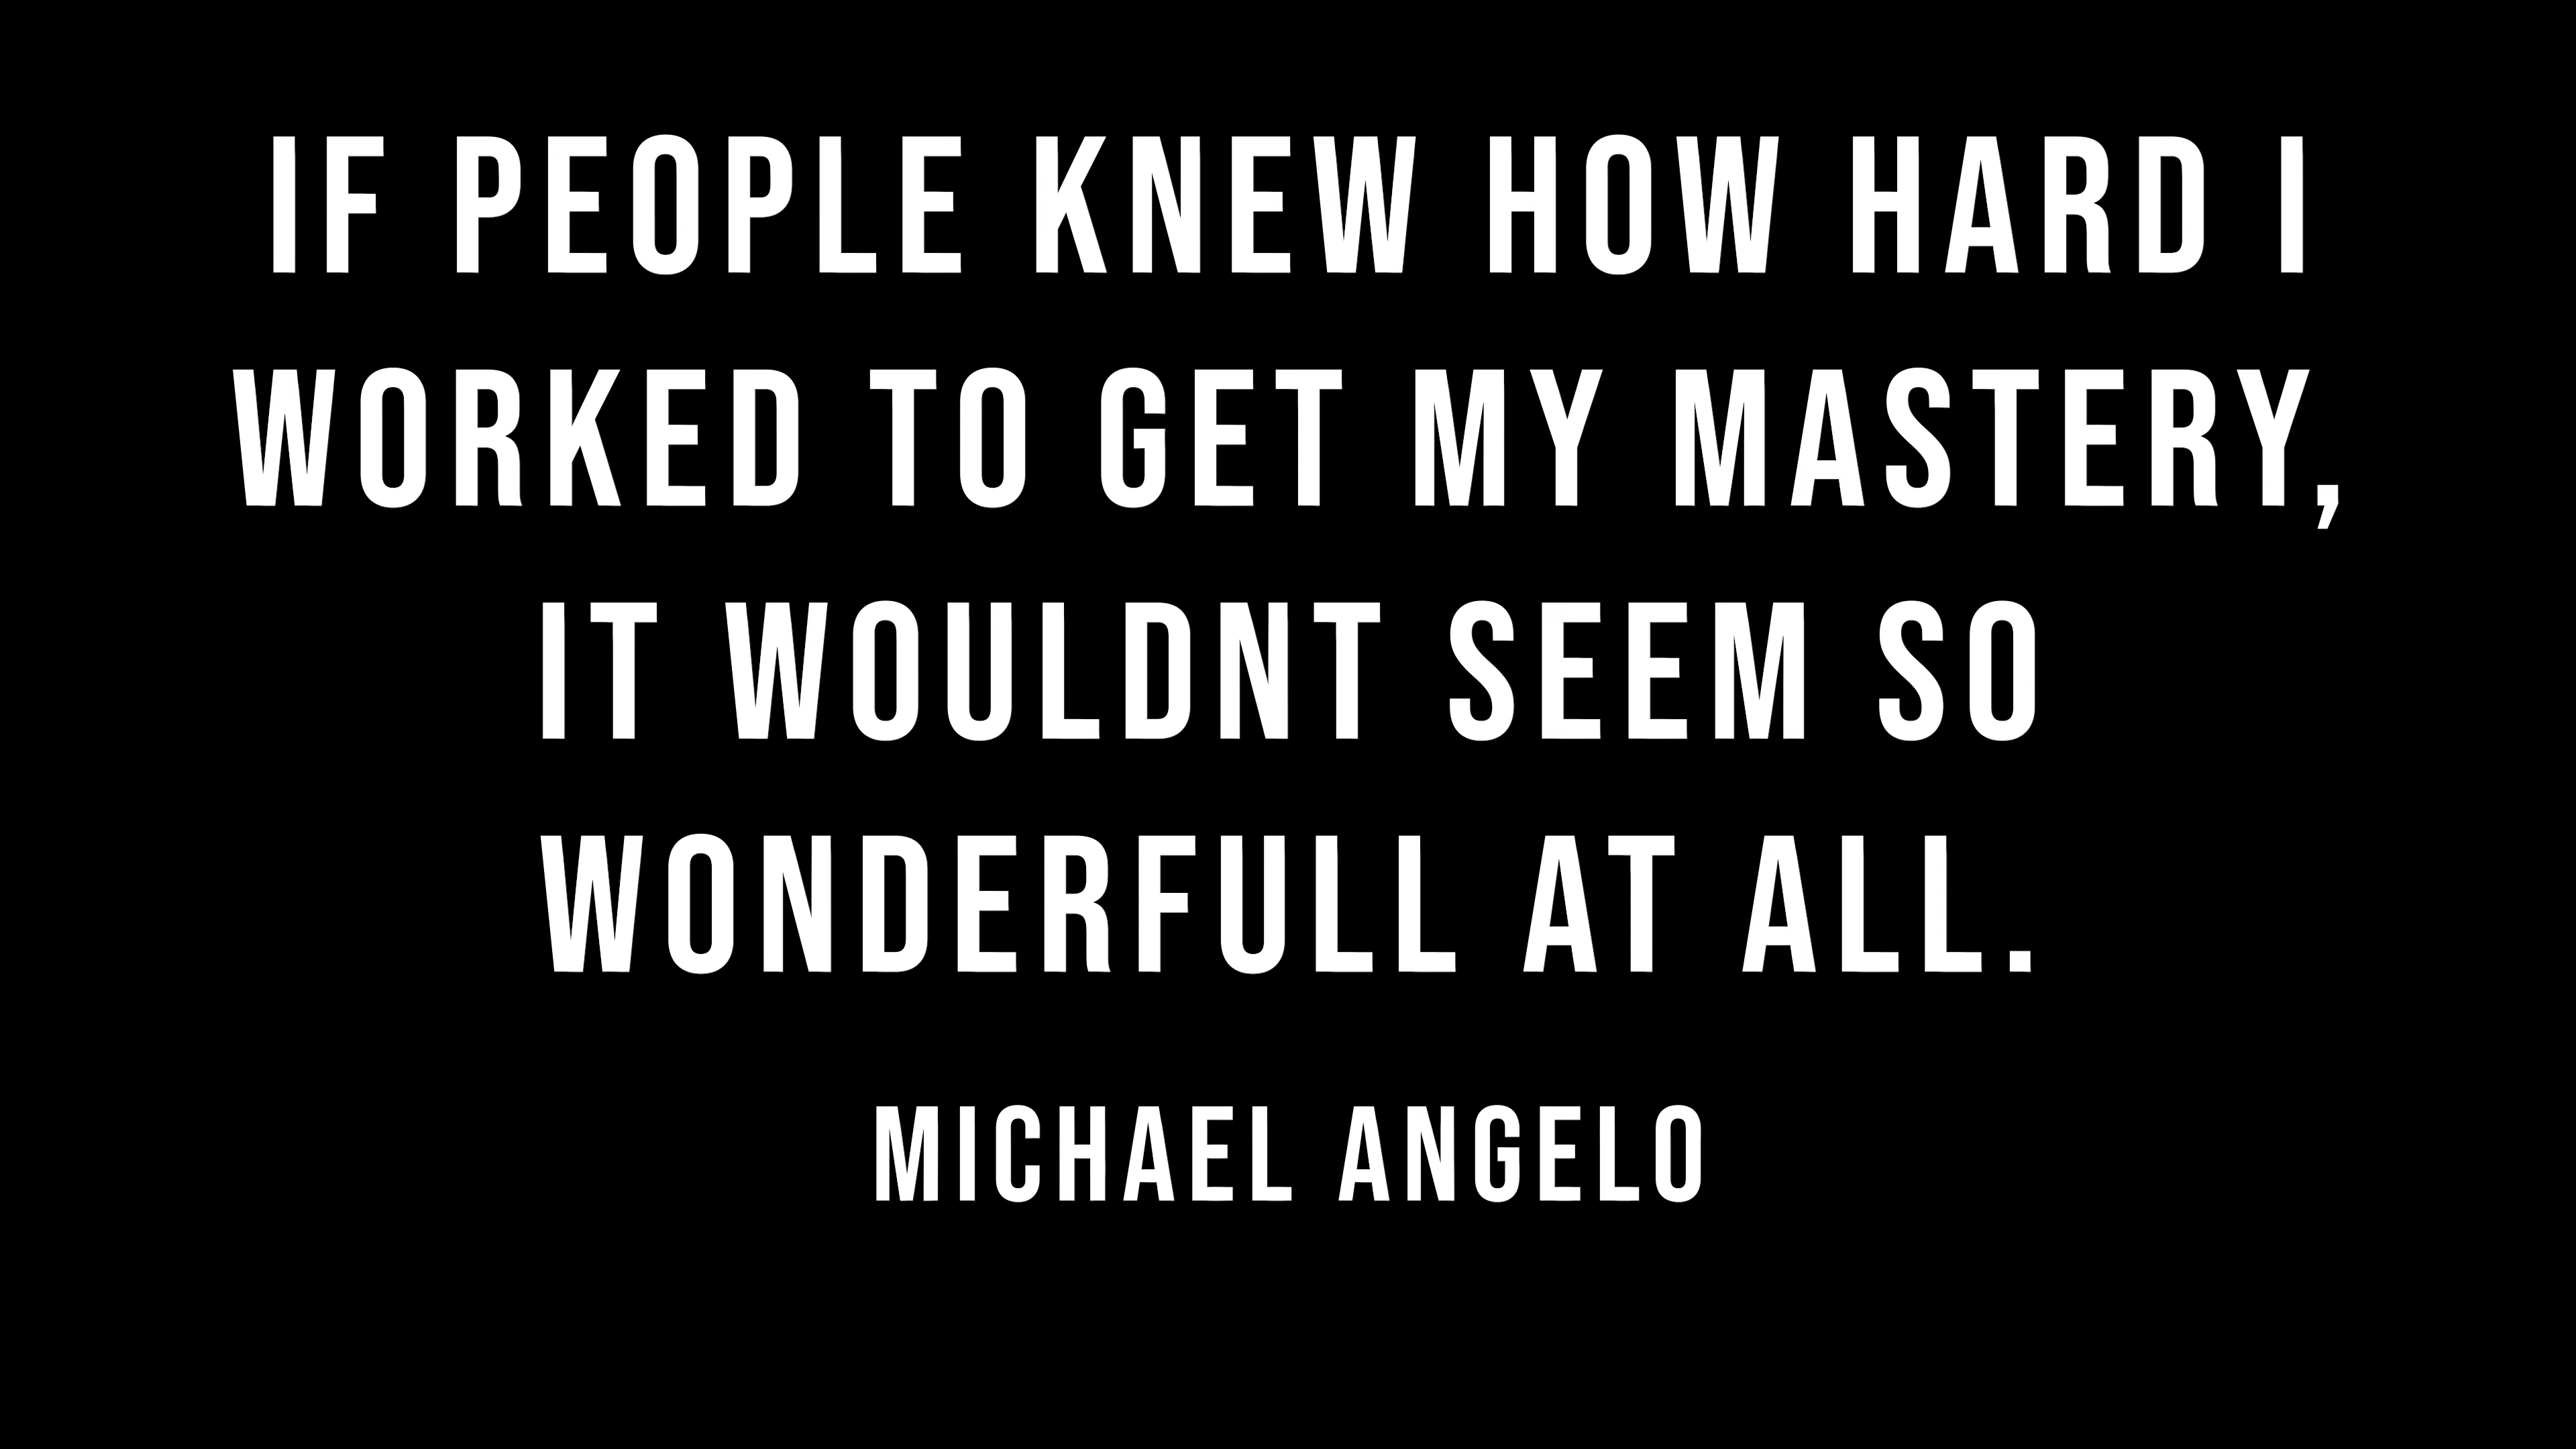 IF PEOPLE KNEW HOW HARD I
WORKED TO GET MY MASTERY,
IT WOULDNT SEEM SO
WONDERFULL AT ALL.
MICHAEL ANGELO